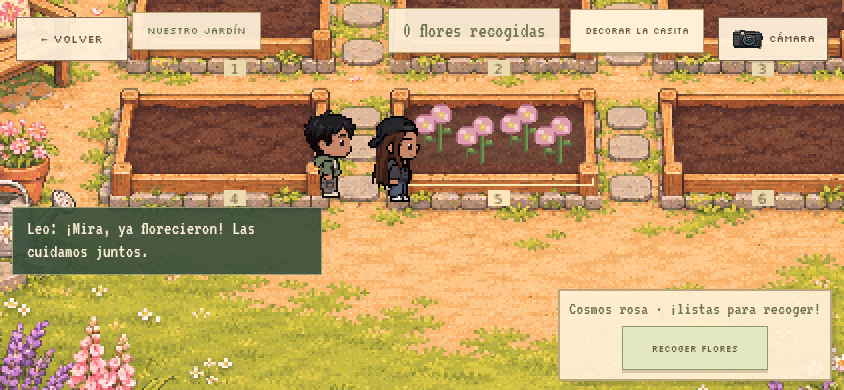 ← VOLVER
NUESTRO JARDÍN
0 flores recogidas
DECORAR LA CASITA
CÁMARA
1
2
3
4
5
6
Leo: ¡Mira, ya florecieron! Las
cuidamos juntos.
Cosmos rosa · ¡listas para recoger!
RECOGER FLORES